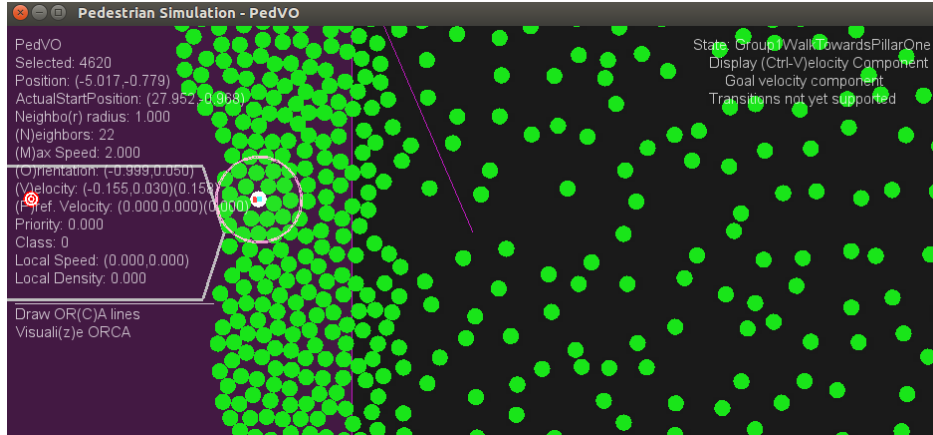 Pedestrian Simulation - PedVO
PedVO
Selected: 4620
Position: (-5.017,-0.779)
ActualStartPosition: (27.952,-0.968)
Neighbo(r) radius: 1.000
(N)eighbors: 22
(M)ax Speed: 2.000
(O)rientation: (-0.999,0.050)
(V)elocity: (-0.155,0.030)(0.158)
(P)ref. Velocity: (0.000,0.000)(0.000)
Priority: 0.000
Class: 0
Local Speed: (0.000,0.000)
Local Density: 0.000
Draw OR(C)A lines
Visuali(z)e ORCA
State: Group1WalkTowardsPillarOne
Display (Ctrl-V)elocity Component
Goal velocity component
Transitions not yet supported